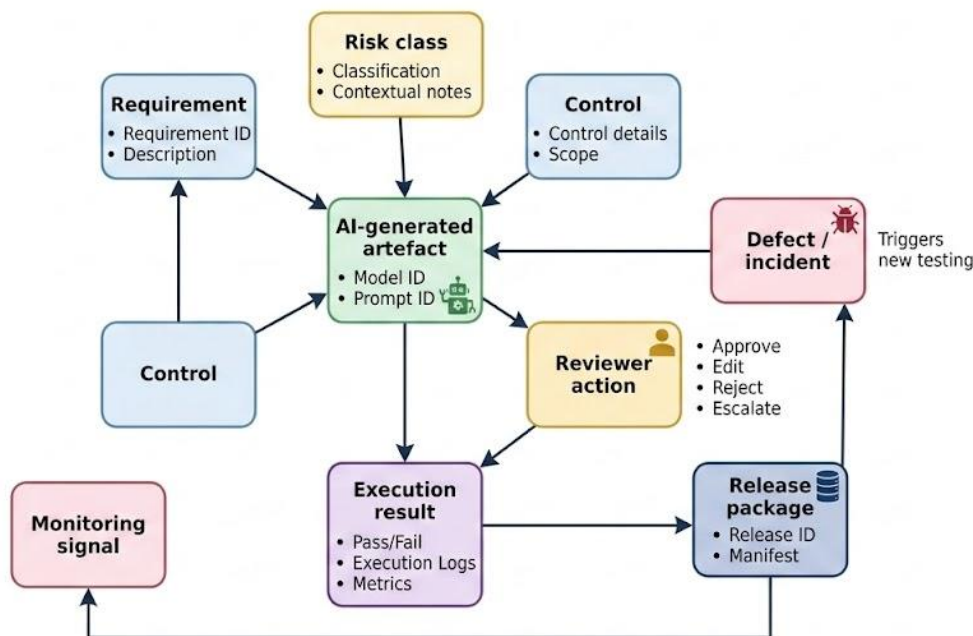 Risk class
• Classification
• Contextual notes
Requirement
• Requirement ID
• Description
Control
• Control details
• Scope
AI-generated
artefact
• Model ID
• Prompt ID
Defect /
incident
Triggers
new testing
Control
Reviewer
action
• Approve
• Edit
• Reject
• Escalate
Monitoring
signal
Execution
result
• Pass/Fail
• Execution Logs
• Metrics
Release
package
• Release ID
• Manifest